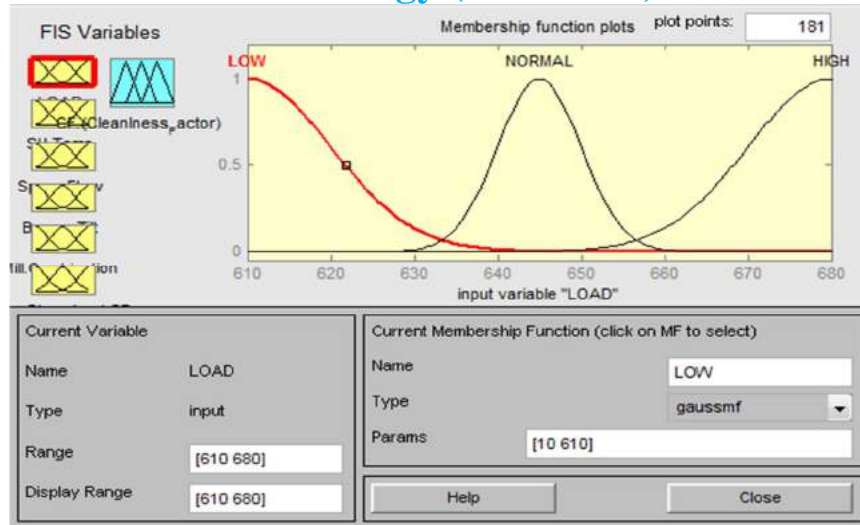 FIS Variables
Membership function plots
plot points:
181
LOW
NORMAL
HIGH
1
0.5
0
CF (Cleanlness_Factor)
610
620
630
640
650
660
670
680
input variable "LOAD"
Current Variable
Name
LOAD
Type
input
Range
[610 680]
Display Range
[610 680]
Current Membership Function (click on MF to select)
Name
LOW
Type
gaussmf
Params
[10 610]
Help
Close